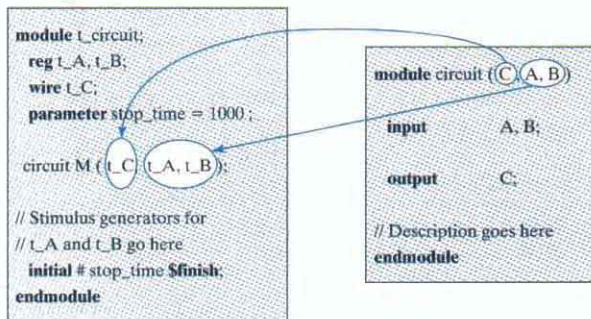 module t_circuit;
reg t_A, t_B;
wire t_C;
parameter stop_time = 1000 ;
circuit M ( t_C, t_A, t_B );
// Stimulus generators for
// t_A and t_B go here
initial # stop_time $finish;
endmodule
module circuit ( C, A, B )
input A, B;
output C;
// Description goes here
endmodule